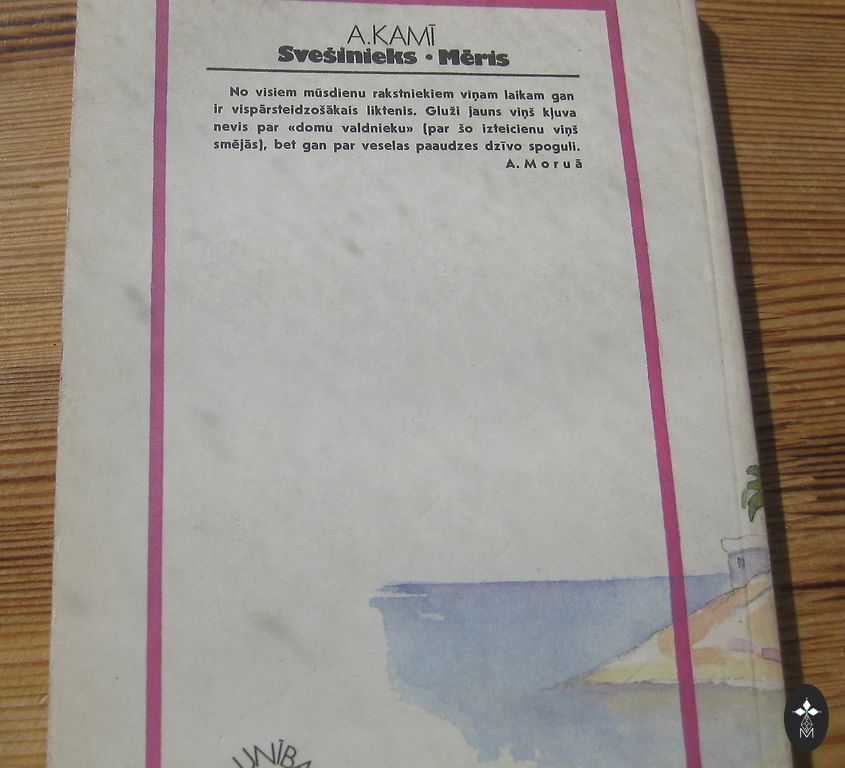 A.KAMĪ
Svešinieks • Mēris
No visiem mūsdienu rakstniekiem viņam laikam gan
ir vispārsteidzošākais liktenis. Gluži jauns viņš kļuva
nevis par «domu valdnieku» (par šo izteicienu viņš
smējās), bet gan par veselas paaudzes dzīvo spoguli.
A. Moruā
UNĪBA
M